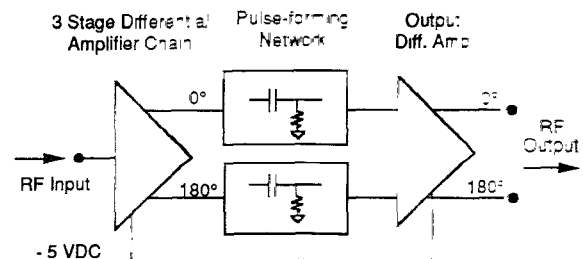 3 Stage Differential
Amplifier Chain
Pulse-forming
Network
Output
Diff. Amp
0°
0°
RF Input
RF
Output
180°
180°
- 5 VDC